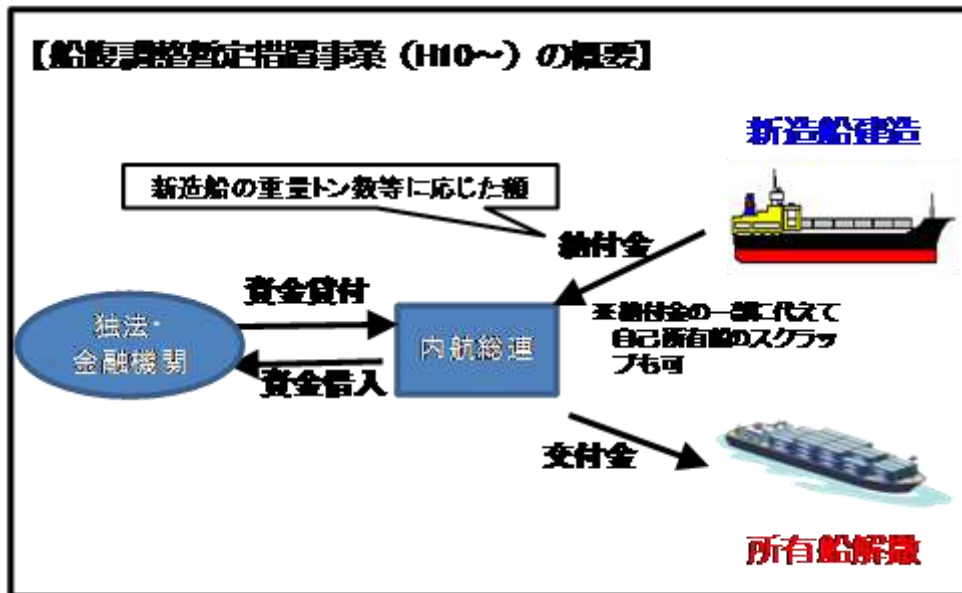 【船腹調整暫定措置事業（H10～）の概要】
新造船建造
新造船の重量トン数等に応じた額
納付金
資金貸付
独法・
金融機関
内航総連
※納付金の一部に代えて
自己所有船のスクラッ
プも可
資金借入
交付金
所有船解撤